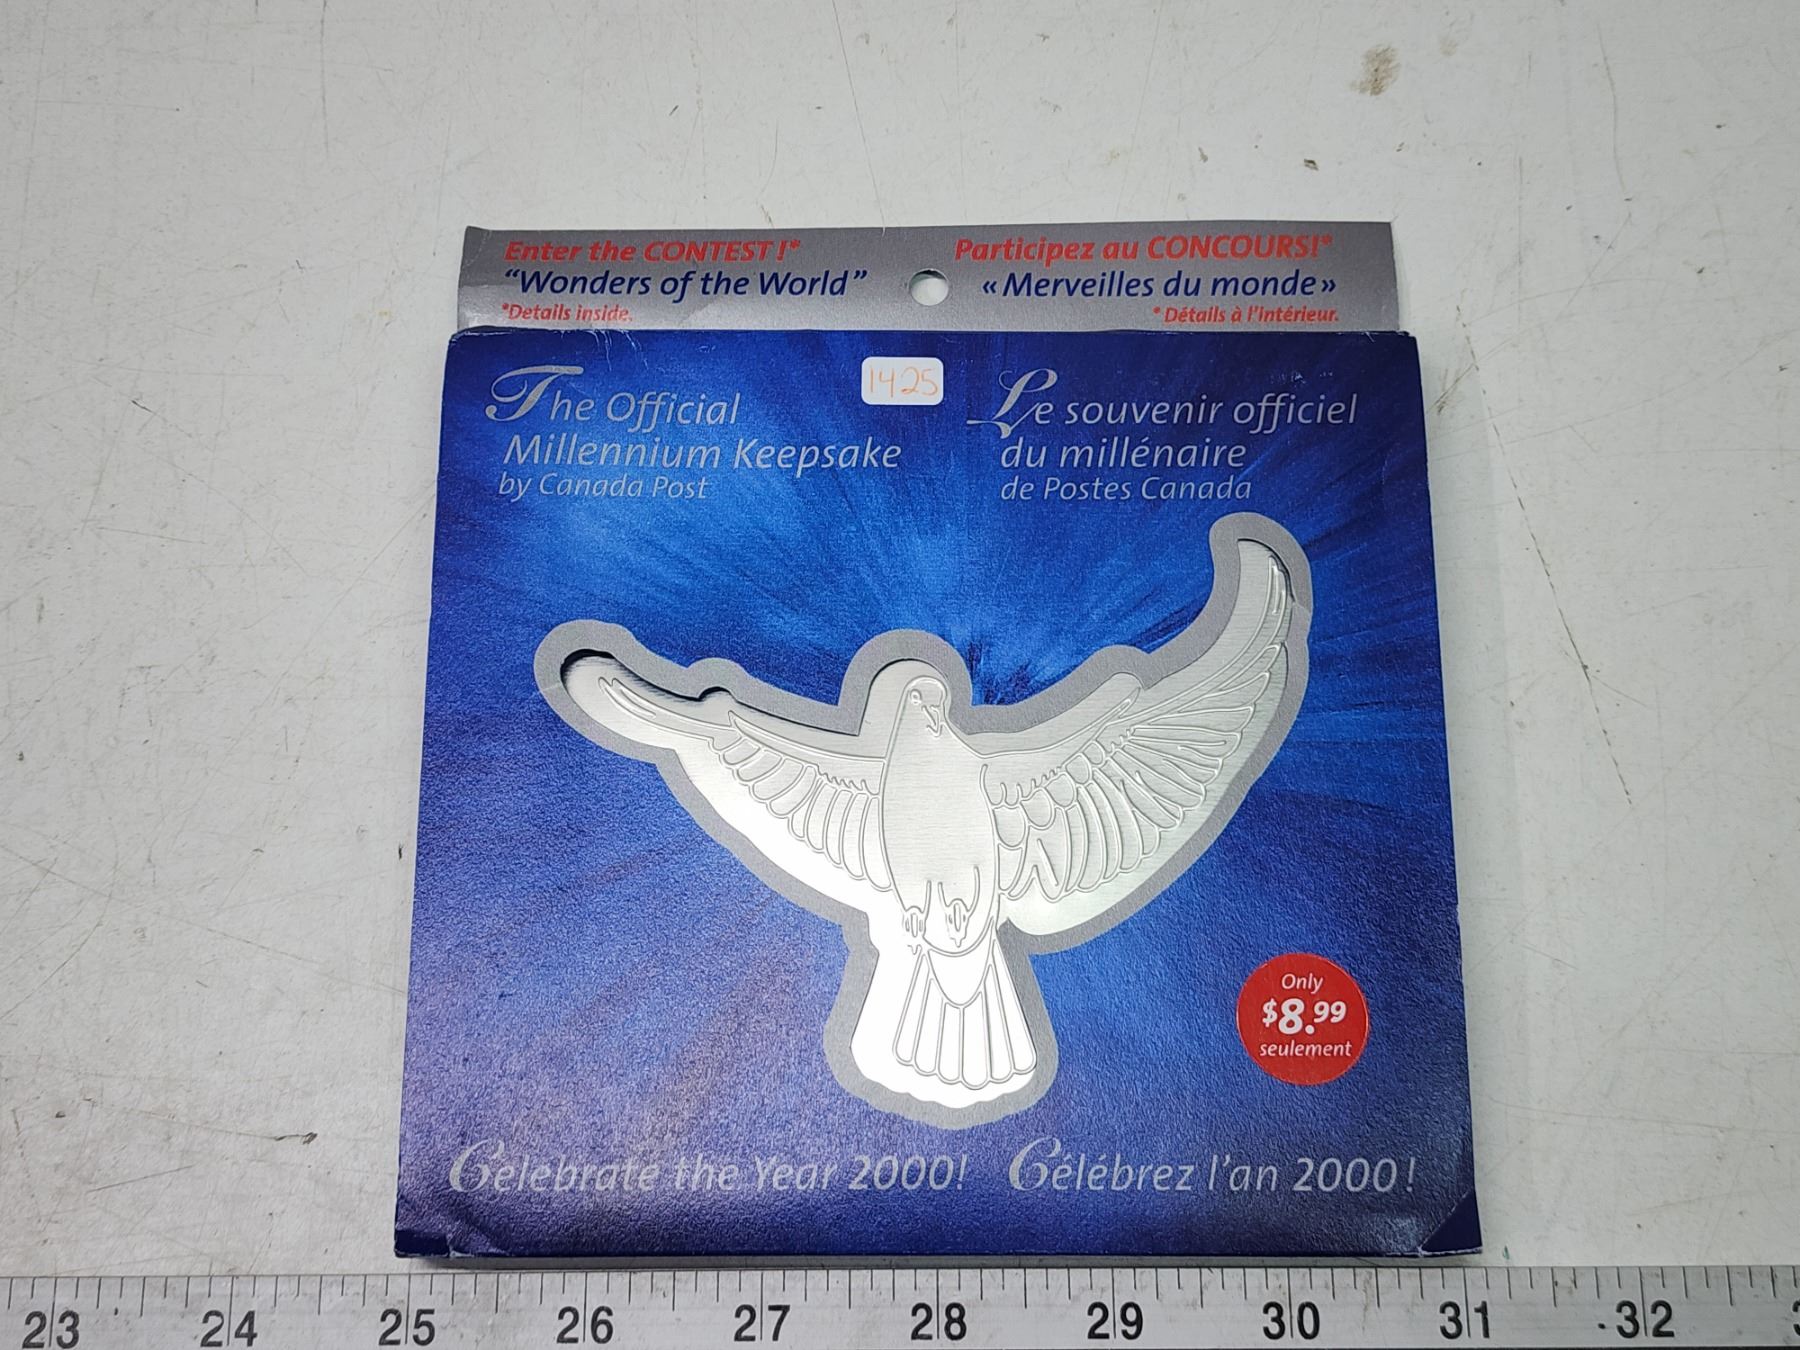 Enter the CONTEST!*
"Wonders of the World"
*Details inside.
Participez au CONCOURS!*
« Merveilles du monde »
* Détails à l'intérieur.
1425
The Official
Millennium Keepsake
by Canada Post
Le souvenir officiel
du millénaire
de Postes Canada
Only
$8.99
seulement
Celebrate the Year 2000!
Célébrez l'an 2000!
23 24 25 26 27 28 29 30 31 32